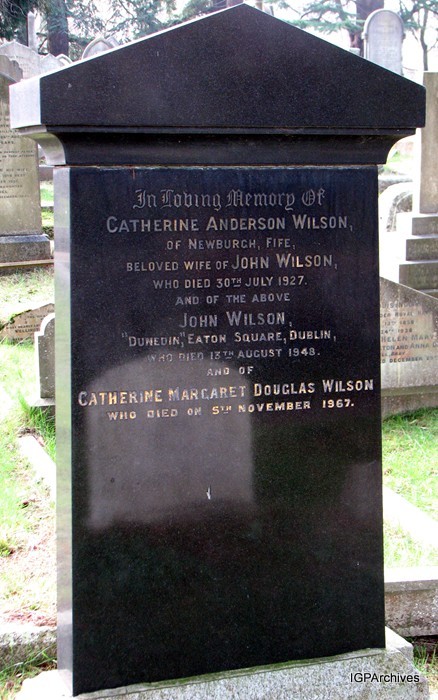 In Loving Memory Of
CATHERINE ANDERSON WILSON,
OF NEWBURGH, FIFE,
BELOVED WIFE OF JOHN WILSON,
WHO DIED 30TH JULY 1927.
AND OF THE ABOVE
JOHN WILSON,
"DUNEDIN," EATON SQUARE, DUBLIN,
WHO DIED 13TH AUGUST 1948.
AND OF
CATHERINE MARGARET DOUGLAS WILSON
WHO DIED ON 5TH NOVEMBER 1967.
IGPArchives